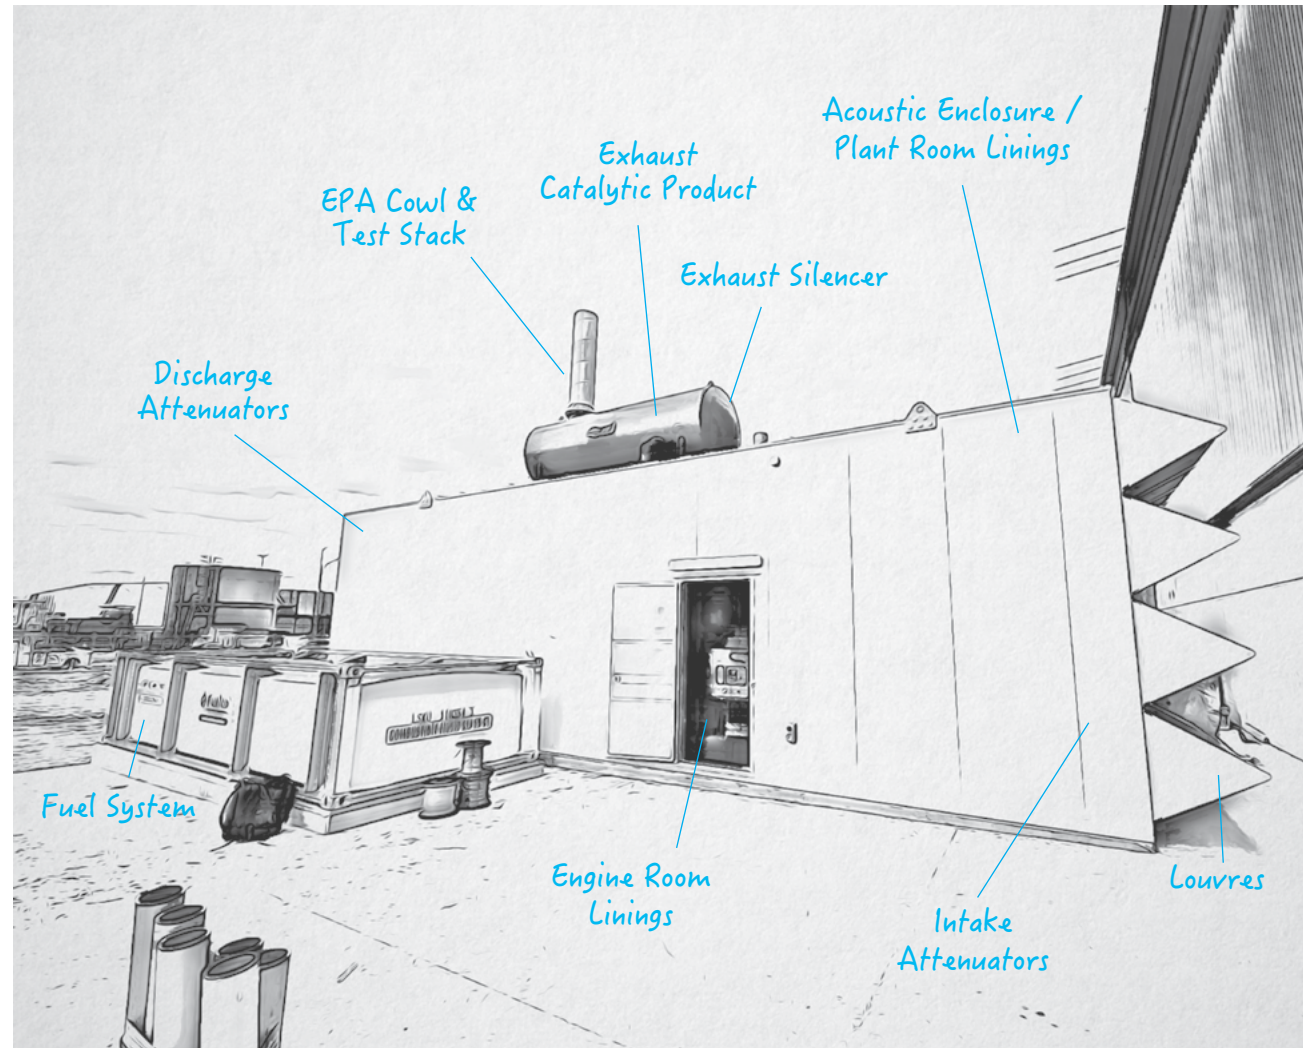 Acoustic Enclosure /
Plant Room Linings
Exhaust
Catalytic Product
EPA Cowl &
Test Stack
Exhaust Silencer
Discharge
Attenuators
Fuel System
Engine Room
Linings
Intake
Attenuators
Louvres